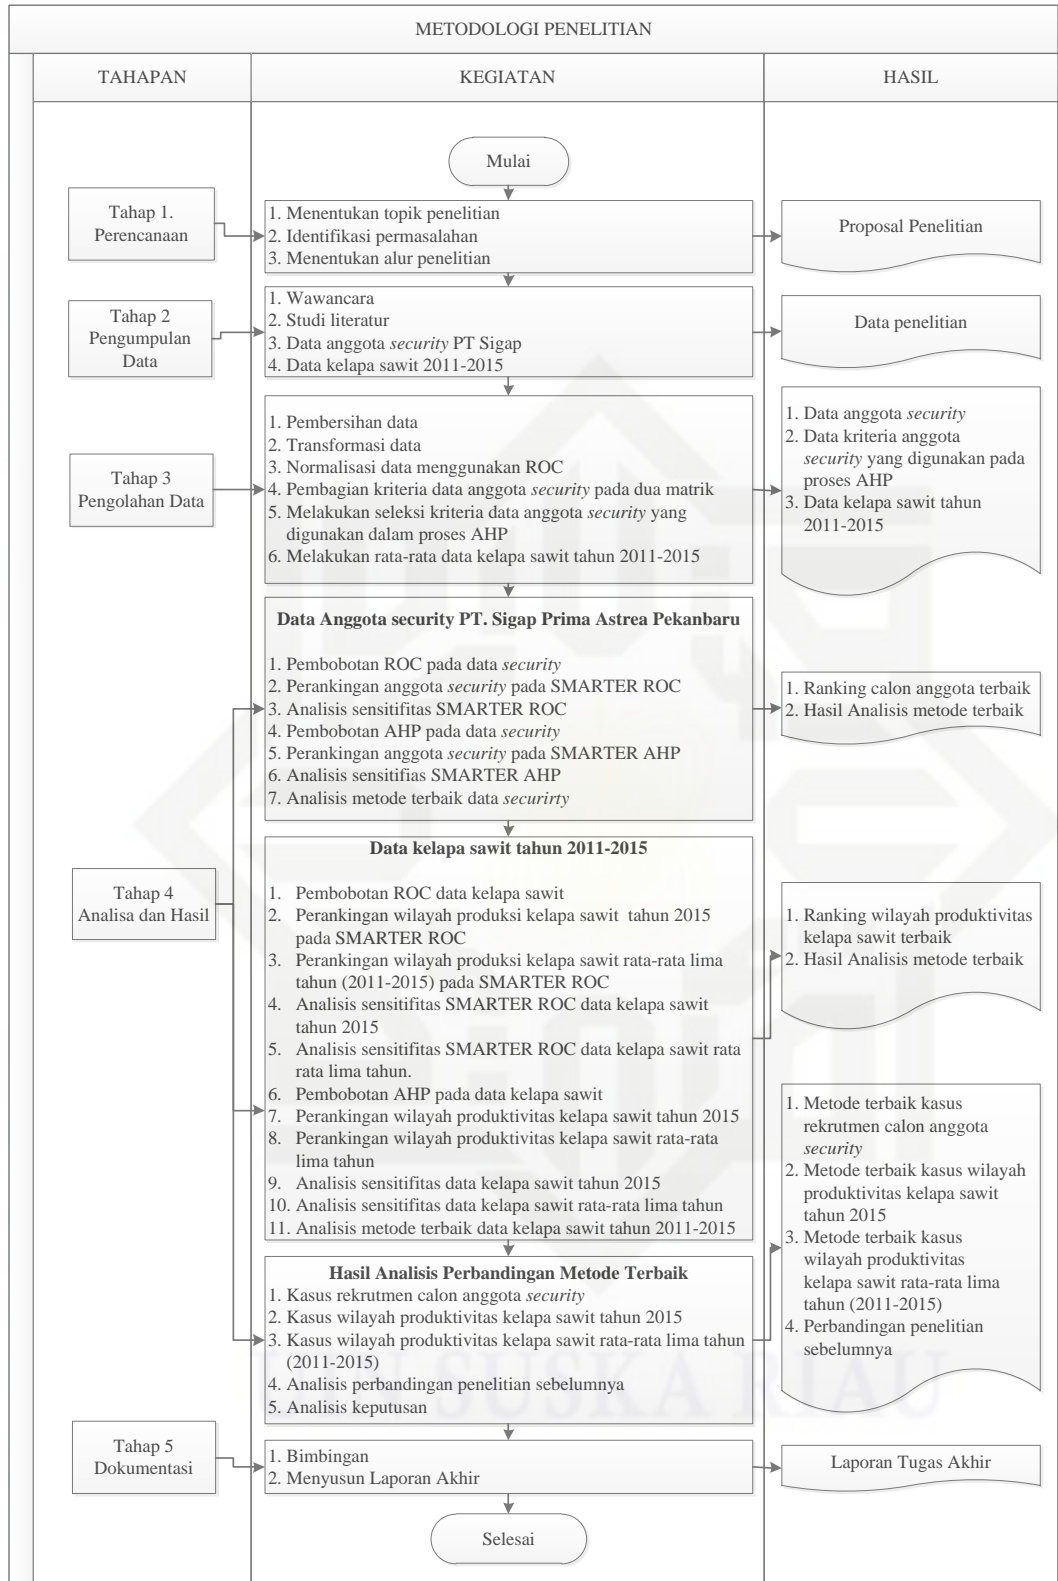 METODOLOGI PENELITIAN
TAHAPAN
KEGIATAN
HASIL
Mulai
Tahap 1.
Perencanaan
1. Menentukan topik penelitian
2. Identifikasi permasalahan
3. Menentukan alur penelitian
Proposal Penelitian
Tahap 2
Pengumpulan
Data
1. Wawancara
2. Studi literatur
3. Data anggota security PT Sigap
4. Data kelapa sawit 2011-2015
Data penelitian
Tahap 3
Pengolahan Data
1. Pembersihan data
2. Transformasi data
3. Normalisasi data menggunakan ROC
4. Pembagian kriteria data anggota security pada dua matrik
5. Melakukan seleksi kriteria data anggota security yang
digunakan dalam proses AHP
6. Melakukan rata-rata data kelapa sawit tahun 2011-2015
1. Data anggota security
2. Data kriteria anggota
security yang digunakan pada
proses AHP
3. Data kelapa sawit tahun
2011-2015
Tahap 4
Analisa dan Hasil
Data Anggota security PT. Sigap Prima Astrea Pekanbaru
1. Pembobotan ROC pada data security
2. Perankingan anggota security pada SMARTER ROC
3. Analisis sensitifitas SMARTER ROC
4. Pembobotan AHP pada data security
5. Perankingan anggota security pada SMARTER AHP
6. Analisis sensitifias SMARTER AHP
7. Analisis metode terbaik data securirty
1. Ranking calon anggota terbaik
2. Hasil Analisis metode terbaik
Data kelapa sawit tahun 2011-2015
1. Pembobotan ROC data kelapa sawit
2. Perankingan wilayah produksi kelapa sawit tahun 2015
pada SMARTER ROC
3. Perankingan wilayah produksi kelapa sawit rata-rata lima
tahun (2011-2015) pada SMARTER ROC
4. Analisis sensitifitas SMARTER ROC data kelapa sawit
tahun 2015
5. Analisis sensitifitas SMARTER ROC data kelapa sawit rata
rata lima tahun.
6. Pembobotan AHP pada data kelapa sawit
7. Perankingan wilayah produktivitas kelapa sawit tahun 2015
8. Perankingan wilayah produktivitas kelapa sawit rata-rata
lima tahun
9. Analisis sensitifitas data kelapa sawit tahun 2015
10. Analisis sensitifitas data kelapa sawit rata-rata lima tahun
11. Analisis metode terbaik data kelapa sawit tahun 2011-2015
1. Ranking wilayah produktivitas
kelapa sawit terbaik
2. Hasil Analisis metode terbaik
Hasil Analisis Perbandingan Metode Terbaik
1. Kasus rekrutmen calon anggota security
2. Kasus wilayah produktivitas kelapa sawit tahun 2015
3. Kasus wilayah produktivitas kelapa sawit rata-rata lima tahun
(2011-2015)
4. Analisis perbandingan penelitian sebelumnya
5. Analisis keputusan
1. Metode terbaik kasus
rekrutmen calon anggota
security
2. Metode terbaik kasus wilayah
produktivitas kelapa sawit
tahun 2015
3. Metode terbaik kasus
wilayah produktivitas
kelapa sawit rata-rata lima
tahun (2011-2015)
4. Perbandingan penelitian
sebelumnya
UIN SUSKA RIAU
Tahap 5
Dokumentasi
1. Bimbingan
2. Menyusun Laporan Akhir
Laporan Tugas Akhir
Selesai